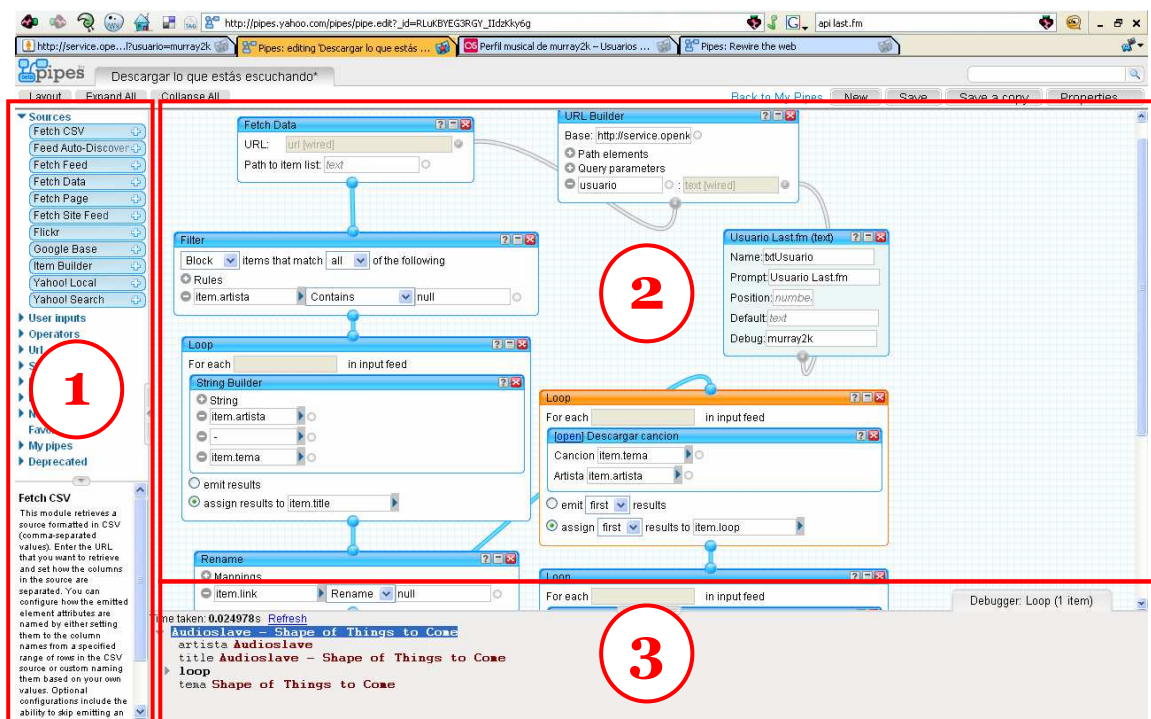 http://pipes.yahoo.com/pipes/pipe.edit?_id=RLuKBYEG3RGY_IIdzKky6g
api last.fm
http://service.ope...l?usuario=murray2k
Pipes: editing 'Descargar lo que estás ...
Perfil musical de murray2k – Usuarios ...
Pipes: Rewire the web
pipes
Descargar lo que estás escuchando*
Layout Expand All Collapse All
Back to My Pipes New Save Save a copy Properties
Sources
Fetch CSV
Feed Auto-Discover
Fetch Feed
Fetch Data
Fetch Page
Fetch Site Feed
Flickr
Google Base
Item Builder
Yahoo! Local
Yahoo! Search
User inputs
Operators
Url
My pipes
Deprecated
1
Fetch CSV
This module retrieves a
source formatted in CSV
(comma-separated
values). Enter the URL
that you want to retrieve
and set how the columns
in the source are
separated. You can
configure how the emitted
element attributes are
named by either setting
them to the column
names from a specified
range of rows in the CSV
source or custom naming
them based on your own
values. Optional
configurations include the
ability to skip emitting an
Fetch Data
URL: url [wired]
Path to item list: text
URL Builder
Base: http://service.openk
Path elements
Query parameters
usuario : text [wired]
Filter
Block items that match all of the following
Rules
item.artista Contains null
2
Usuario Last.fm (text)
Name: txtUsuario
Prompt: Usuario Last.fm
Position: number
Default: text
Debug: murray2k
Loop
For each in input feed
String Builder
String
item.artista
-
item.tema
emit results
assign results to item.title
Loop
For each in input feed
[open] Descargar cancion
Cancion item.tema
Artista item.artista
emit first results
assign first results to item.loop
Rename
Mappings
item.link Rename null
Loop
For each in input feed
Debugger: Loop (1 item)
Time taken: 0.024978s Refresh
Audioslave - Shape of Things to Come
artista Audioslave
title Audioslave - Shape of Things to Come
loop
tema Shape of Things to Come
3